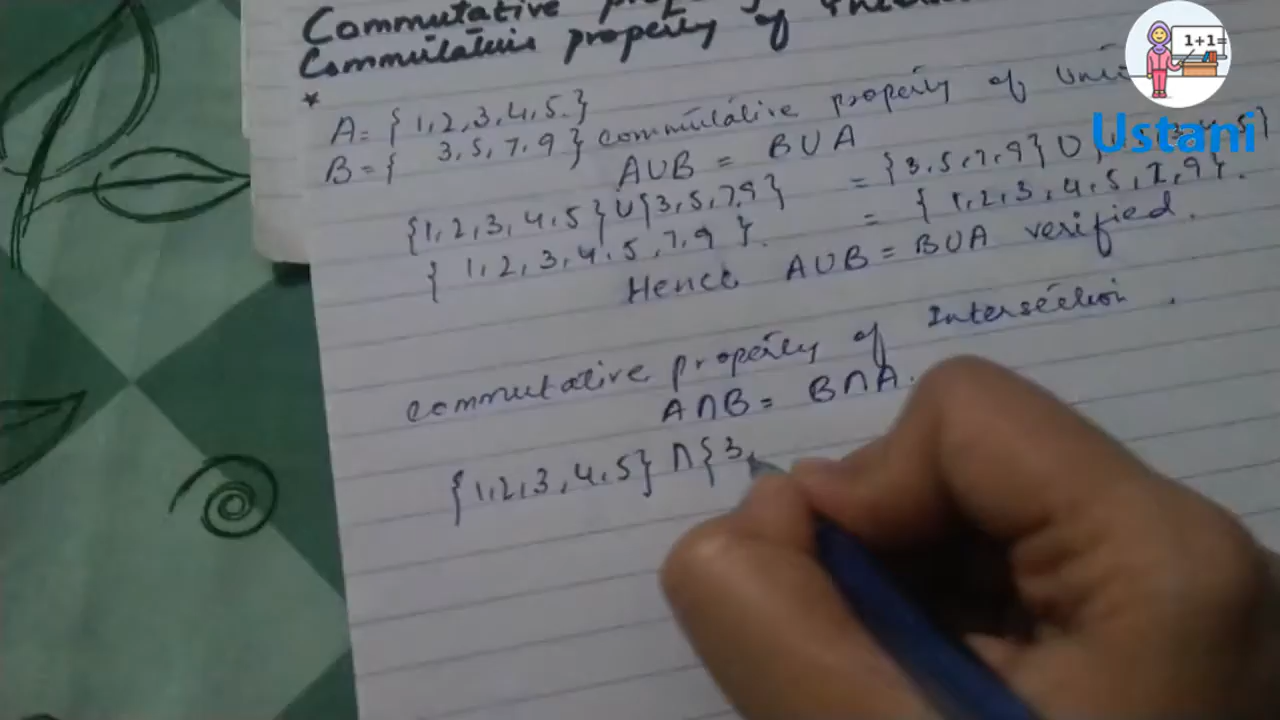 Commutative
Commutative property of
*
A = { 1, 2, 3, 4, 5. }
B = { 3, 5, 7, 9 } commutative property of
A∪B = B∪A
{1, 2, 3, 4, 5} ∪ {3, 5, 7, 9} = {3, 5, 7, 9} ∪
{ 1, 2, 3, 4, 5, 7, 9 }. = { 1, 2, 3, 4, 5, 7, 9 }.
Hence A∪B = B∪A verified.
commutative property of Intersection.
A∩B = B∩A.
{1, 2, 3, 4, 5} ∩ {3,
1+1=
Ustani